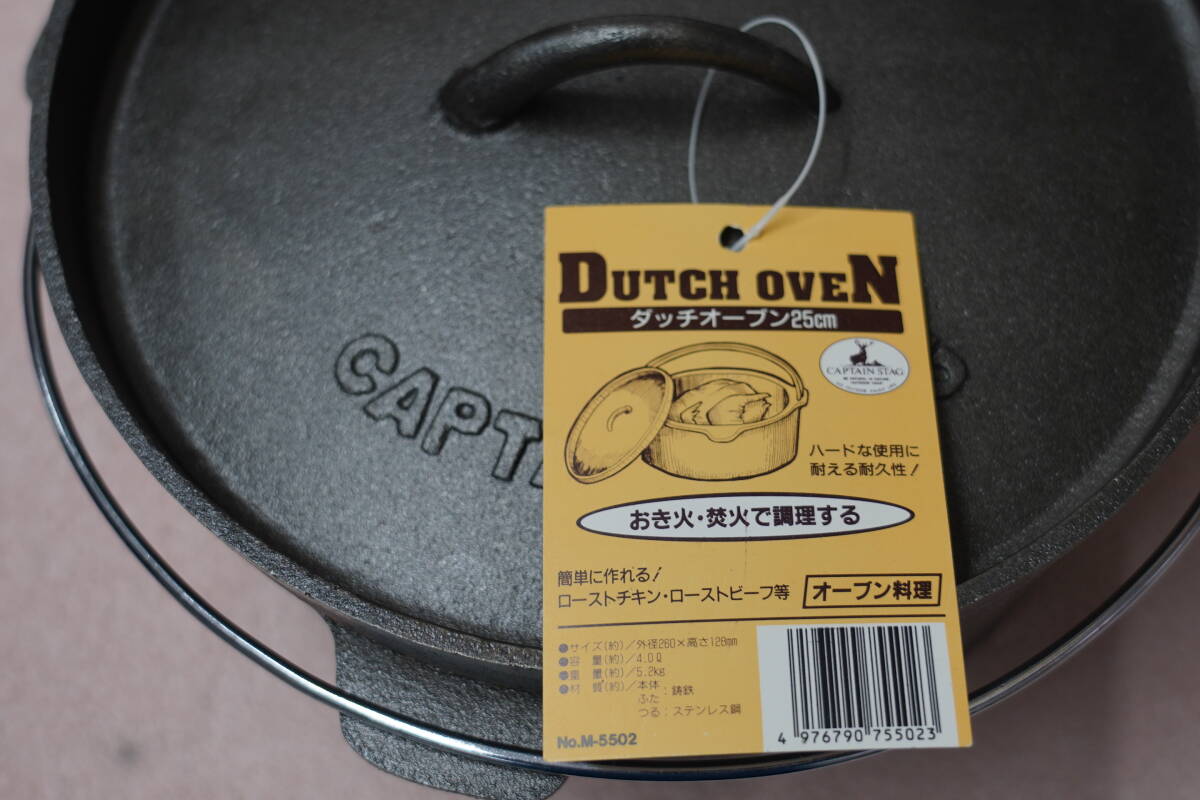 DUTCH OVEN
ダッチオーブン25cm
CAPTAIN STAG
CAPT
ハードな使用に
耐える耐久性!
おき火・焚火で調理する
簡単に作れる!
ローストチキン・ローストビーフ等
オーブン料理
●サイズ(約)/外径260×高さ128mm
●容 量(約)/4.0ℓ
●重 量(約)/5.2kg
●材 質(約)/本体
ふた
:鋳鉄
つる:ステンレス鋼
No.M-5502
4 976790 755023